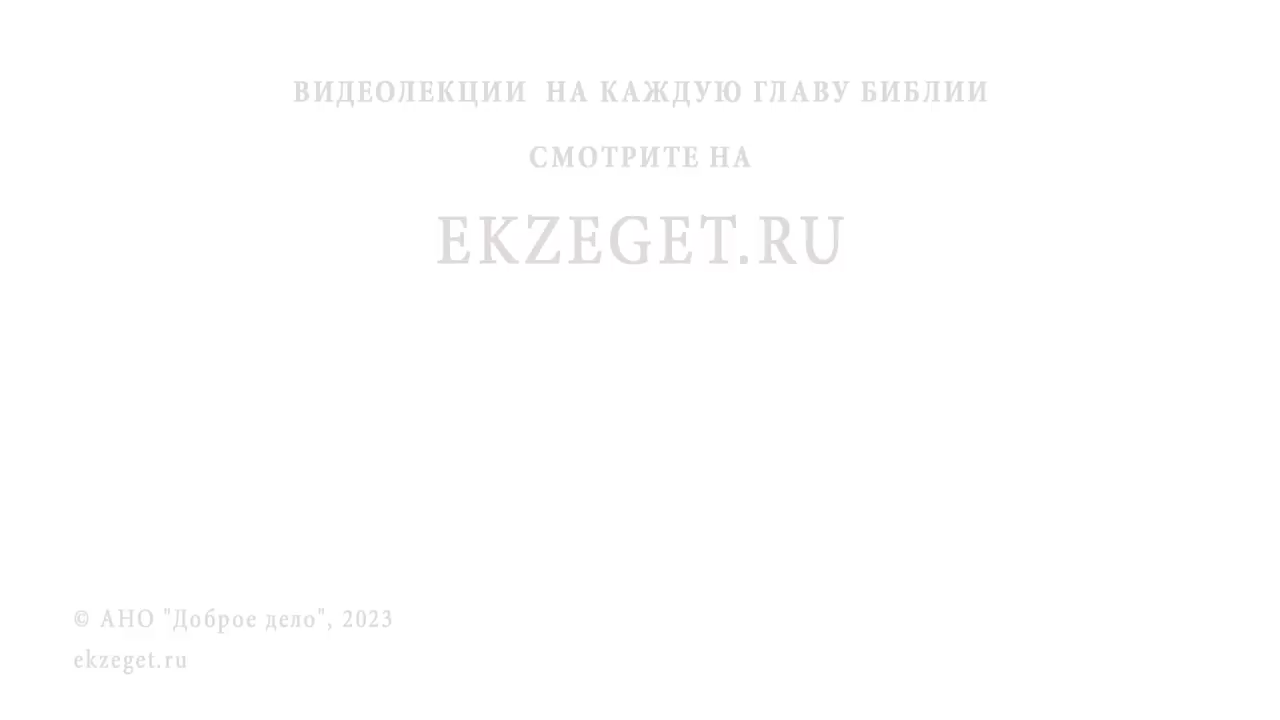 ВИДЕОЛЕКЦИИ НА КАЖДУЮ ГЛАВУ БИБЛИИ
СМОТРИТЕ НА
EKZEGET.RU
© АНО "Доброе дело", 2023
ekzeget.ru